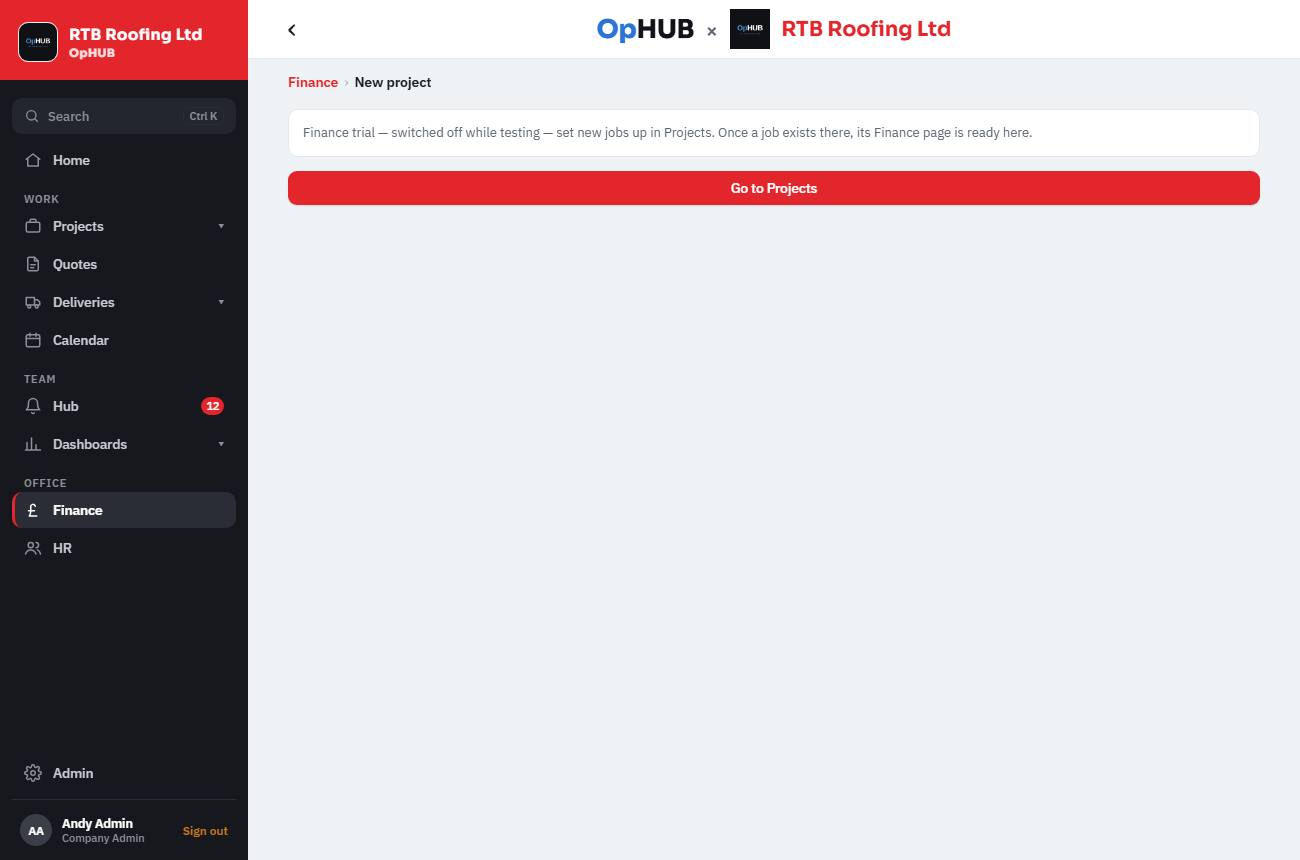 OpHUB
RTB Roofing Ltd
OpHUB
Search
Ctrl K
Home
WORK
Projects
Quotes
Deliveries
Calendar
TEAM
Hub
12
Dashboards
OFFICE
£ Finance
HR
Admin
AA
Andy Admin
Company Admin
Sign out
OpHUB × OpHUB RTB Roofing Ltd
Finance › New project
Finance trial — switched off while testing — set new jobs up in Projects. Once a job exists there, its Finance page is ready here.
Go to Projects